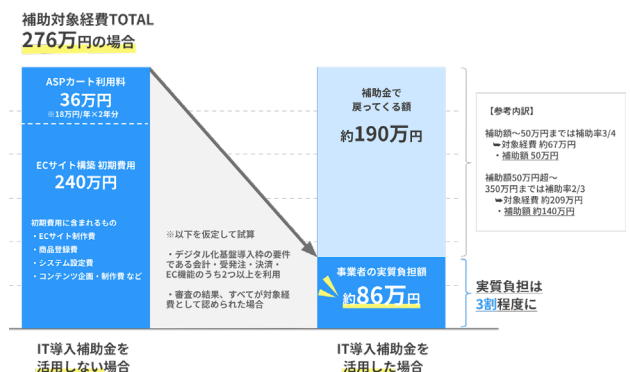 補助対象経費TOTAL
276万円の場合
ASPカート利用料
36万円
※18万円/年×2年分
ECサイト構築 初期費用
240万円
初期費用に含まれるもの
・ECサイト制作費
・商品登録費
・システム設定費
・コンテンツ企画・制作費 など
※以下を仮定して試算
・デジタル化基盤導入枠の要件
である会計・受発注・決済・
EC機能のうち2つ以上を利用
・審査の結果、すべてが対象経
費として認められた場合
補助金で
戻ってくる額
約190万円
事業者の実質負担額
約86万円
【参考内訳】
補助額〜50万円までは補助率3/4
➥対象経費 約67万円
・補助額 50万円
補助額50万円超〜
350万円までは補助率2/3
➥対象経費 約209万円
・補助額 約140万円
実質負担は
3割程度に
IT導入補助金を
活用しない場合
IT導入補助金を
活用した場合